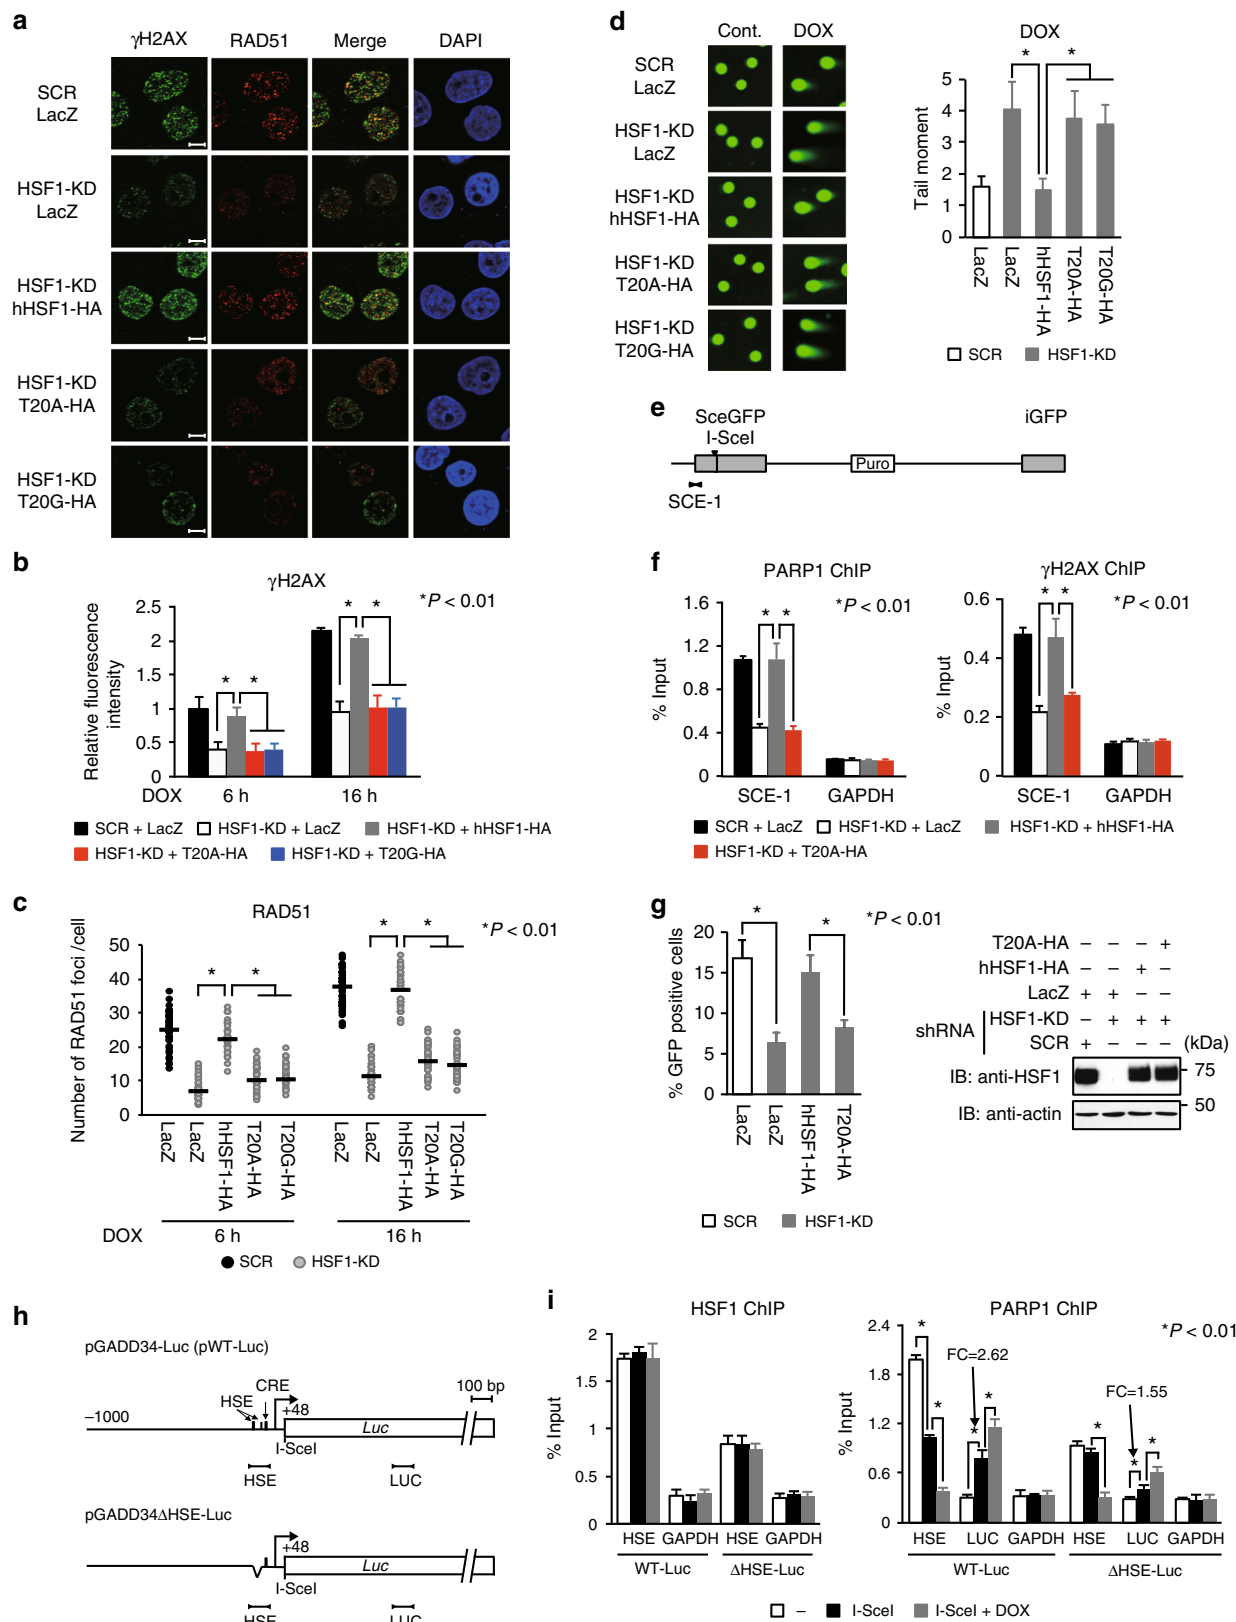 a
γH2AX RAD51 Merge DAPI
SCR
LacZ
HSF1-KD
LacZ
HSF1-KD
hHSF1-HA
HSF1-KD
T20A-HA
HSF1-KD
T20G-HA
b
γH2AX
*P < 0.01
Relative fluorescence
intensity
2.5
2
1.5
1
0.5
0
* * * *
DOX 6 h 16 h
SCR + LacZ HSF1-KD + LacZ HSF1-KD + hHSF1-HA
HSF1-KD + T20A-HA HSF1-KD + T20G-HA
c
RAD51
*P < 0.01
Number of RAD51 foci /cell
50
40
30
20
10
0
* * * *
LacZ LacZ hHSF1-HA T20A-HA T20G-HA LacZ LacZ hHSF1-HA T20A-HA T20G-HA
DOX 6 h 16 h
SCR HSF1-KD
d
Cont. DOX
SCR
LacZ
HSF1-KD
LacZ
HSF1-KD
hHSF1-HA
HSF1-KD
T20A-HA
HSF1-KD
T20G-HA
DOX
Tail moment
5
4
3
2
1
0
* *
LacZ LacZ hHSF1-HA T20A-HA T20G-HA
SCR HSF1-KD
e
SceGFP iGFP
I-SceI
Puro
SCE-1
f
PARP1 ChIP
*P < 0.01
% Input
1.6
1.2
0.8
0.4
0
* *
SCE-1 GAPDH
γH2AX ChIP
*P < 0.01
% Input
0.6
0.4
0.2
0
* *
SCE-1 GAPDH
SCR + LacZ HSF1-KD + LacZ HSF1-KD + hHSF1-HA
HSF1-KD + T20A-HA
g
*P < 0.01
% GFP positive cells
20
15
10
5
0
* *
LacZ LacZ hHSF1-HA T20A-HA
SCR HSF1-KD
T20A-HA – – – +
hHSF1-HA – – + –
LacZ + + – –
shRNA
HSF1-KD – + + +
SCR + – – –
(kDa)
IB: anti-HSF1 75
50
IB: anti-actin
h
pGADD34-Luc (pWT-Luc)
HSE CRE 100 bp
–1000 +48 Luc
I-SceI
HSE LUC
pGADD34ΔHSE-Luc
+48 Luc
I-SceI
HSE LUC
i
HSF1 ChIP
% Input
2
1.5
1
0.5
0
HSE GAPDH HSE GAPDH
WT-Luc ΔHSE-Luc
PARP1 ChIP
*P < 0.01
% Input
2.4
1.8
1.2
0.6
0
FC=2.62
FC=1.55
* * * * * * *
HSE LUC GAPDH HSE LUC GAPDH
WT-Luc ΔHSE-Luc
– I-SceI I-SceI + DOX